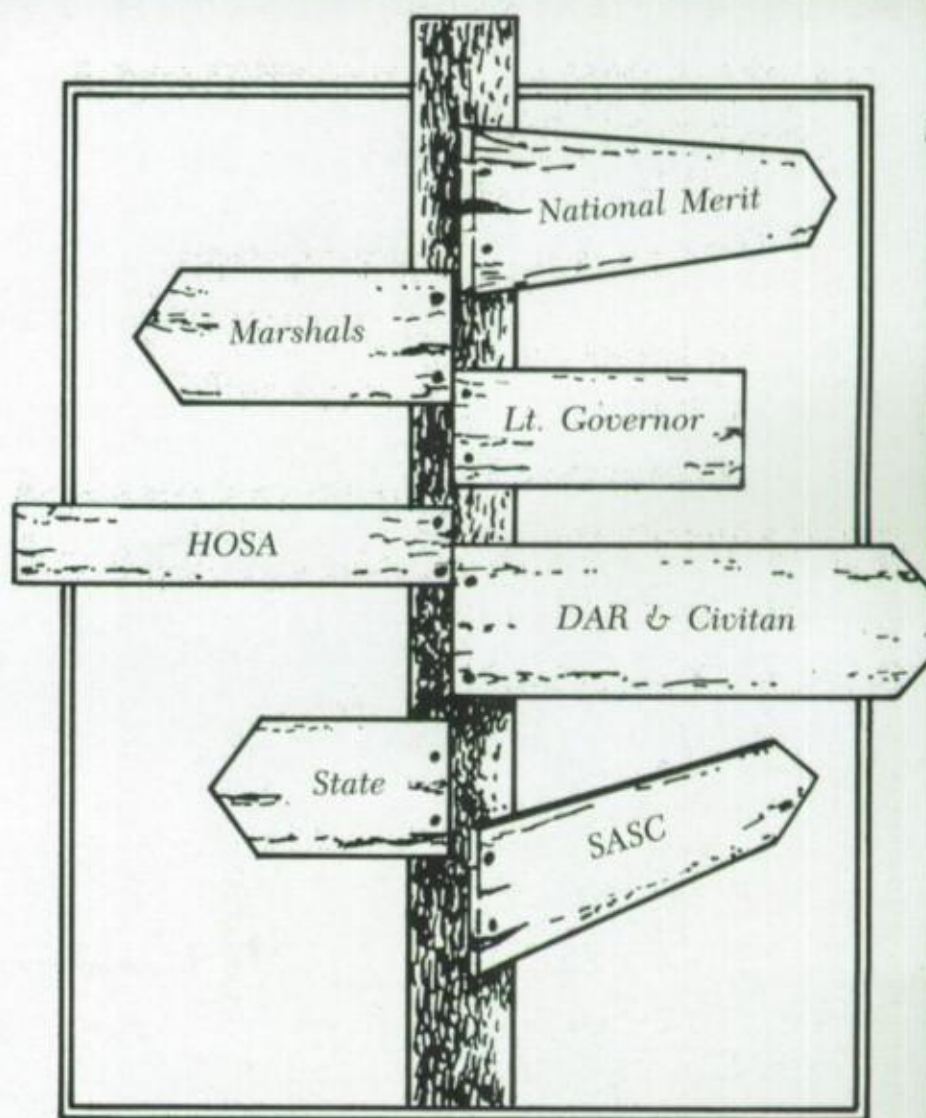 National Merit
Marshals
Lt. Governor
HOSA
DAR & Civitan
State
SASC